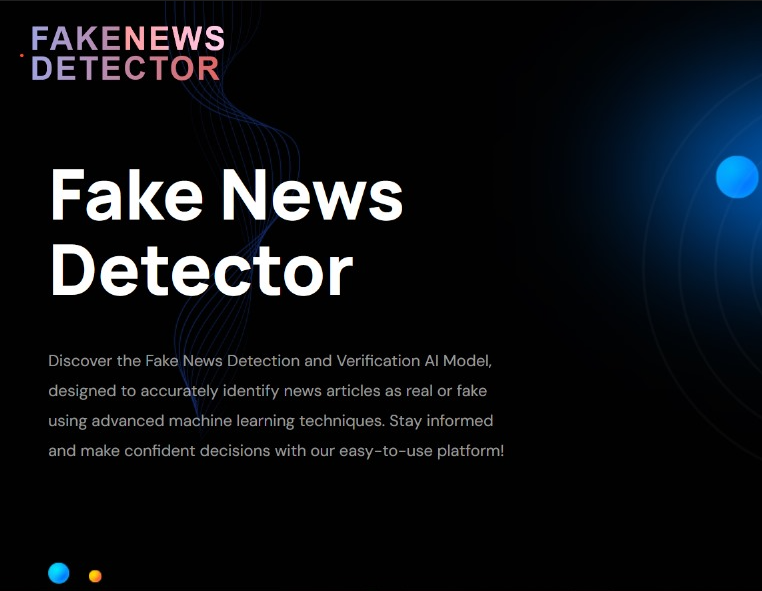 FAKENEWS
DETECTOR
Fake News
Detector
Discover the Fake News Detection and Verification AI Model,
designed to accurately identify news articles as real or fake
using advanced machine learning techniques. Stay informed
and make confident decisions with our easy-to-use platform!